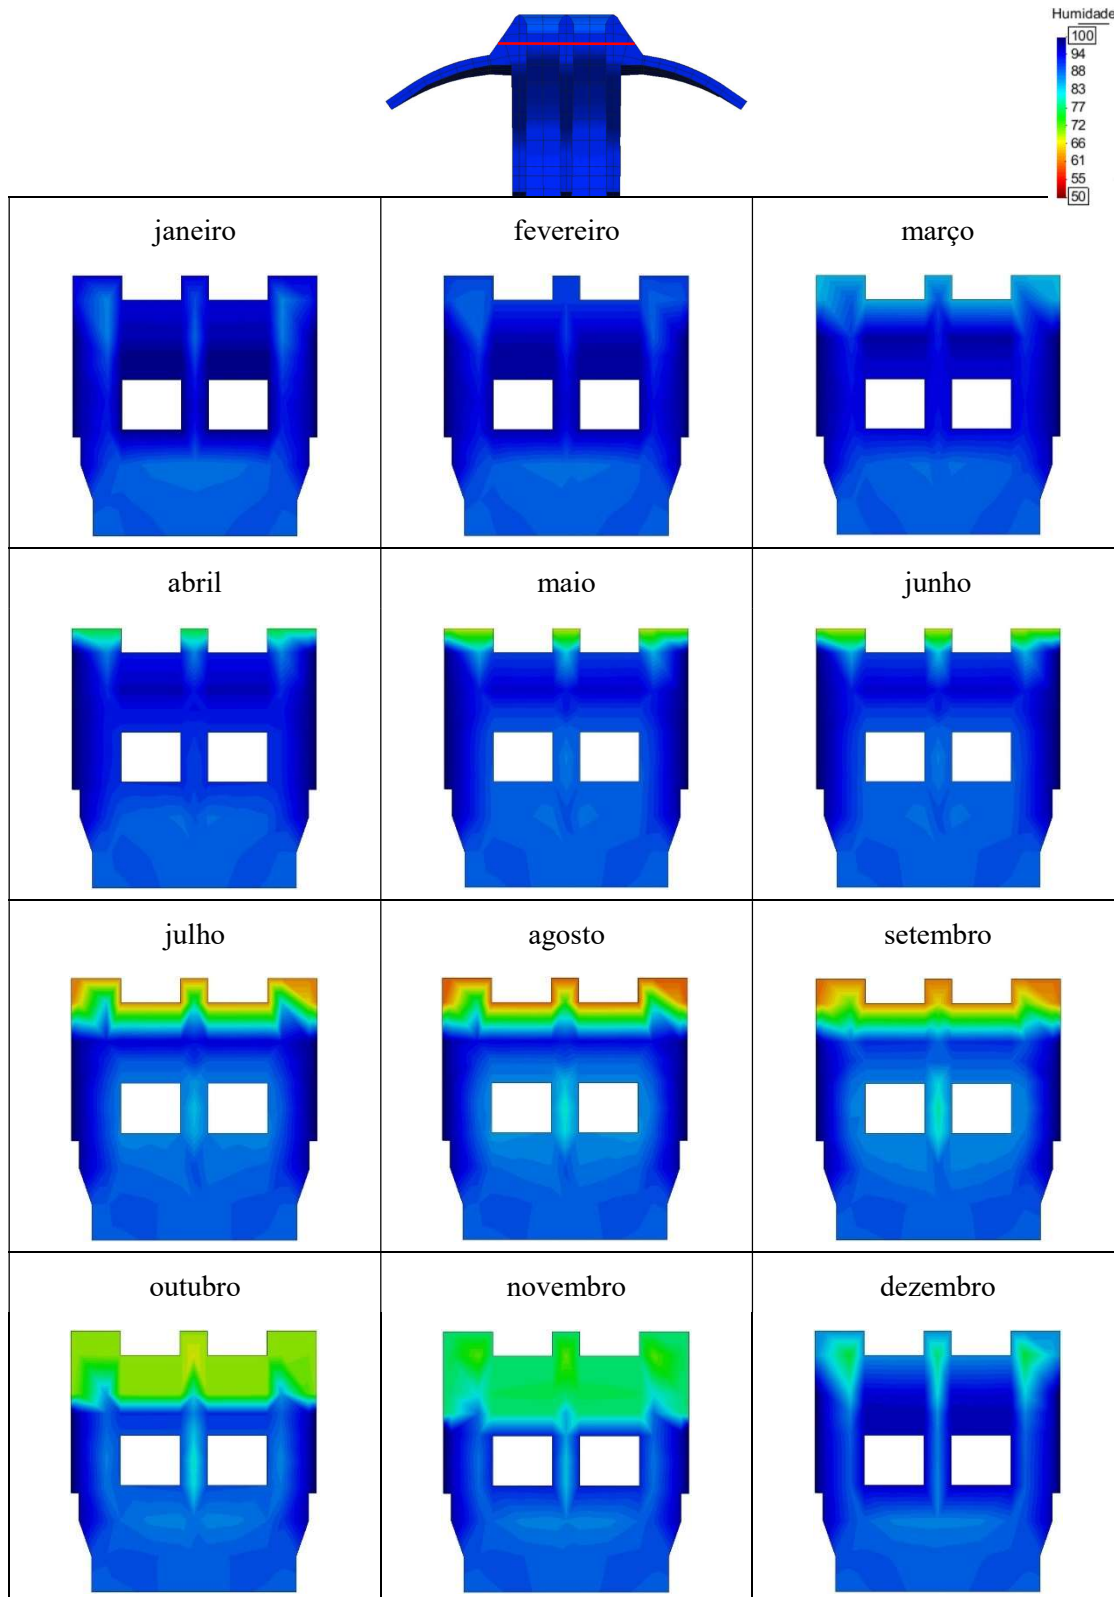 Humidade
100
94
88
83
77
72
66
61
55
50
janeiro
fevereiro
março
abril
maio
junho
julho
agosto
setembro
outubro
novembro
dezembro